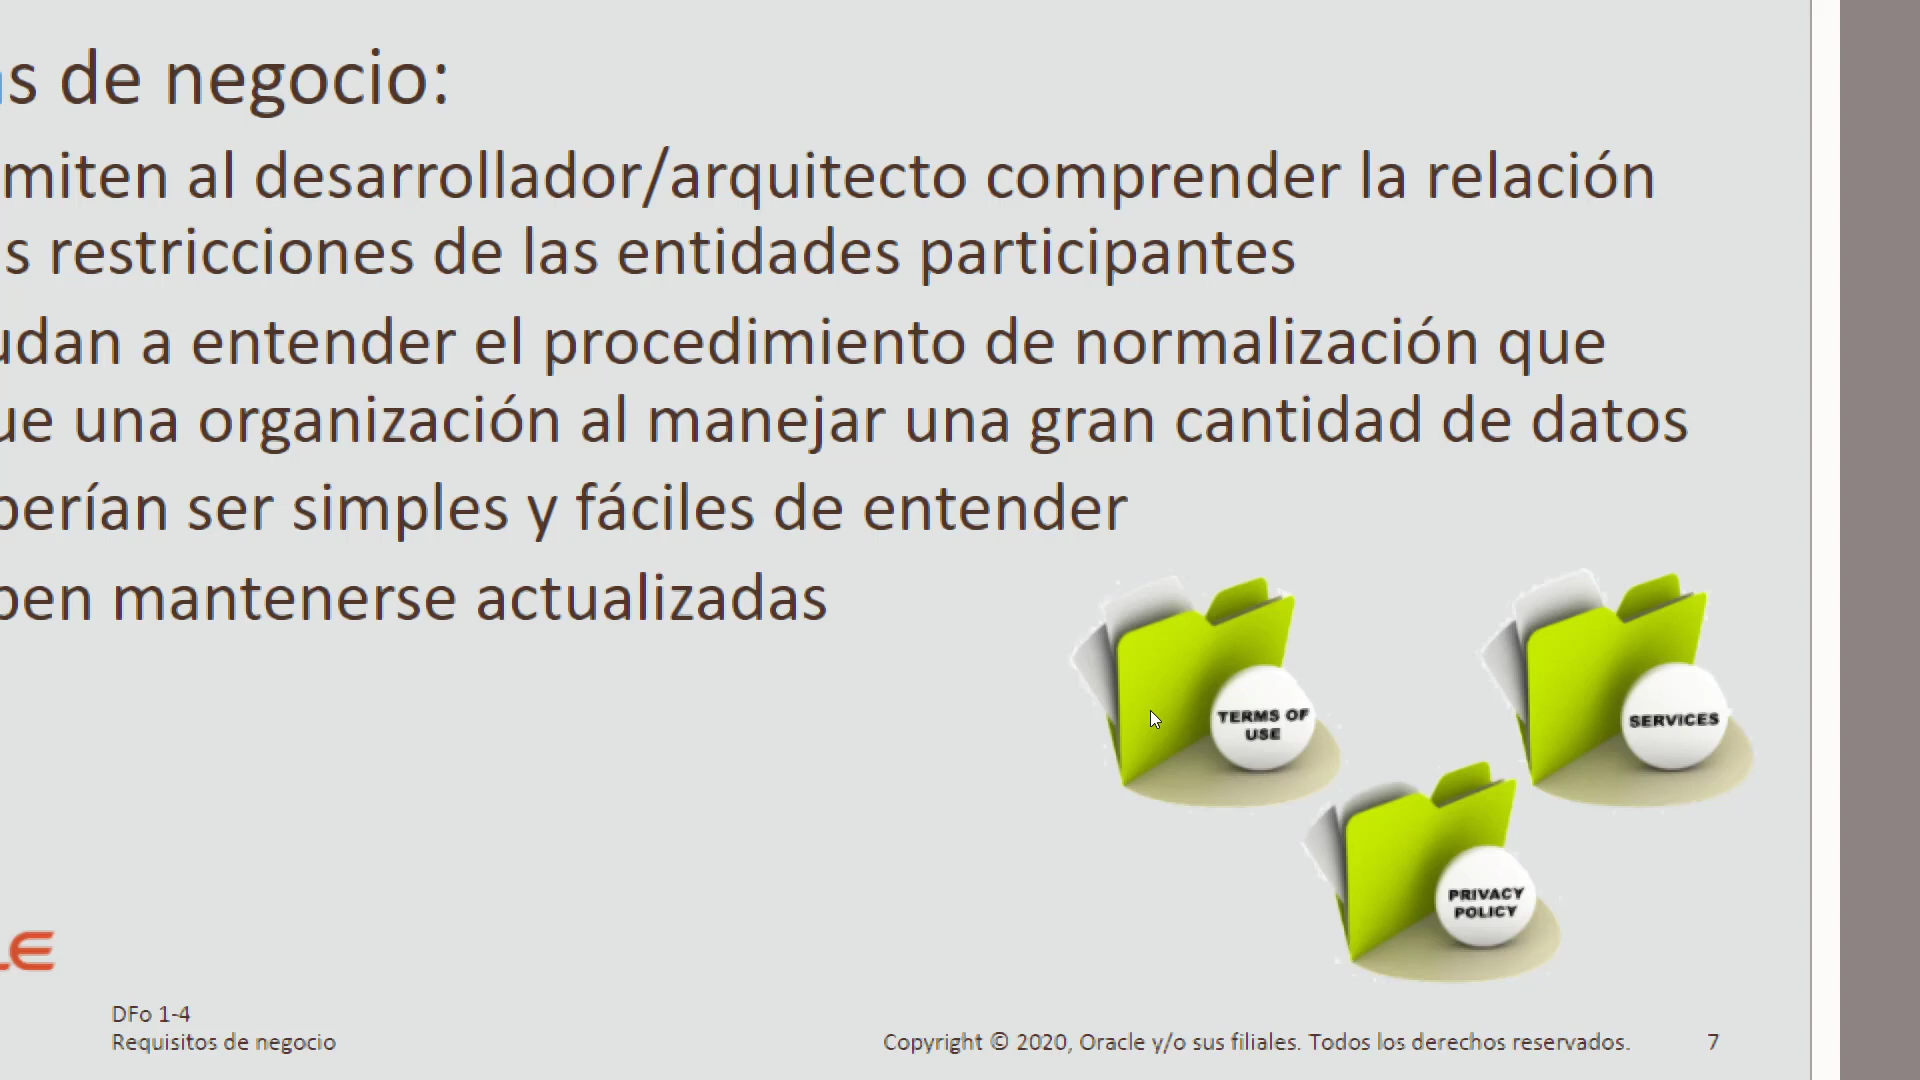 s de negocio:
miten al desarrollador/arquitecto comprender la relación
s restricciones de las entidades participantes
udan a entender el procedimiento de normalización que
ue una organización al manejar una gran cantidad de datos
berían ser simples y fáciles de entender
ben mantenerse actualizadas
TERMS OF
USE
SERVICES
PRIVACY
POLICY
LE
DFo 1-4
Requisitos de negocio
Copyright © 2020, Oracle y/o sus filiales. Todos los derechos reservados.
7